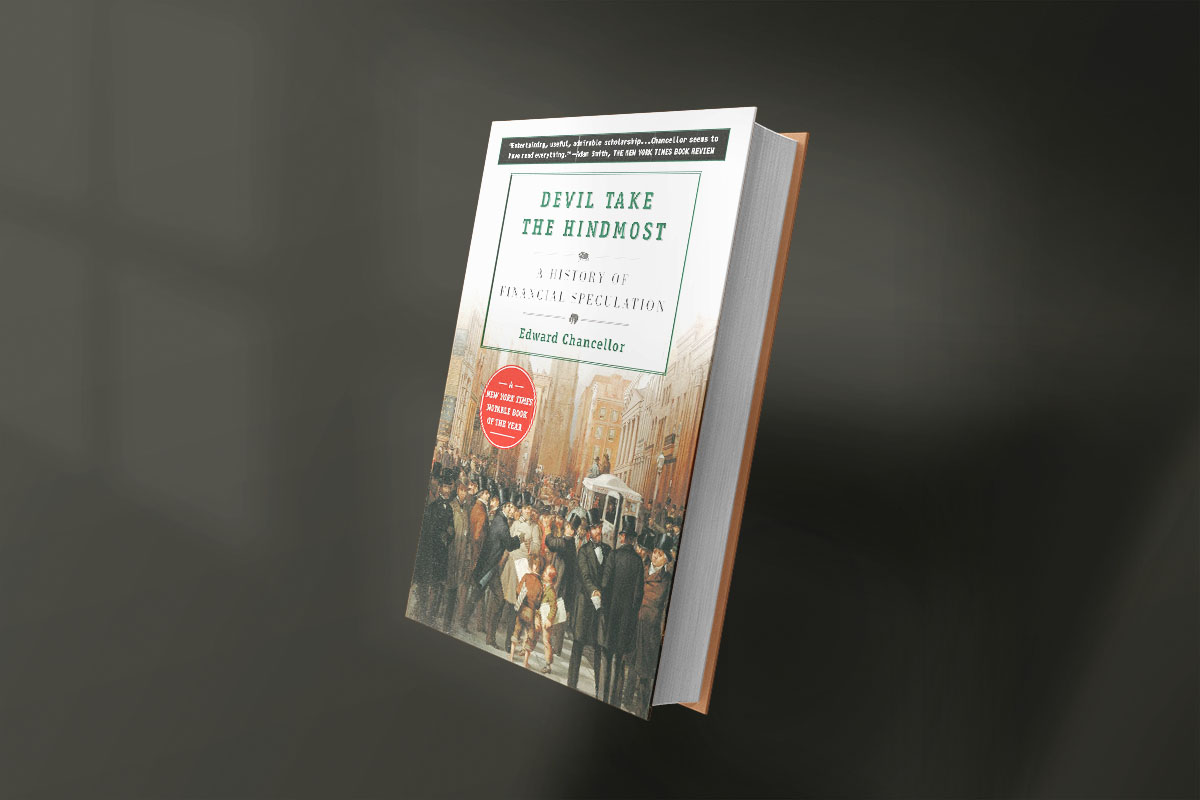 "Entertaining, useful, admirable scholarship...Chancellor seems to
have read everything." —Adam Smith, THE NEW YORK TIMES BOOK REVIEW
DEVIL TAKE
THE HINDMOST
A HISTORY OF
FINANCIAL SPECULATION
Edward Chancellor
A
NEW YORK TIMES
NOTABLE BOOK
OF THE YEAR